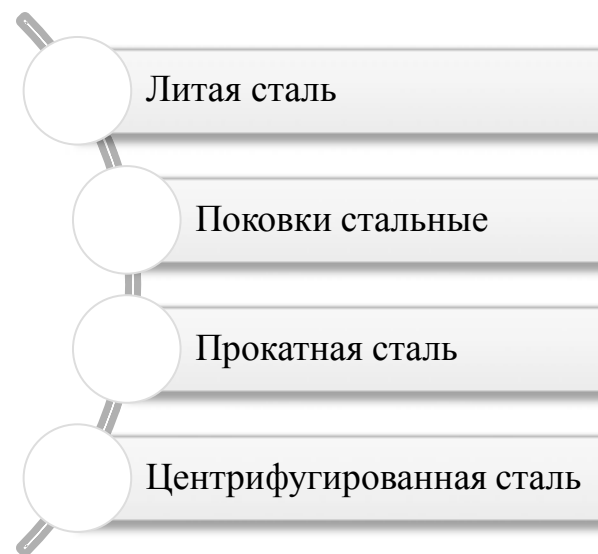 Литая сталь
Поковки стальные
Прокатная сталь
Центрифугированная сталь